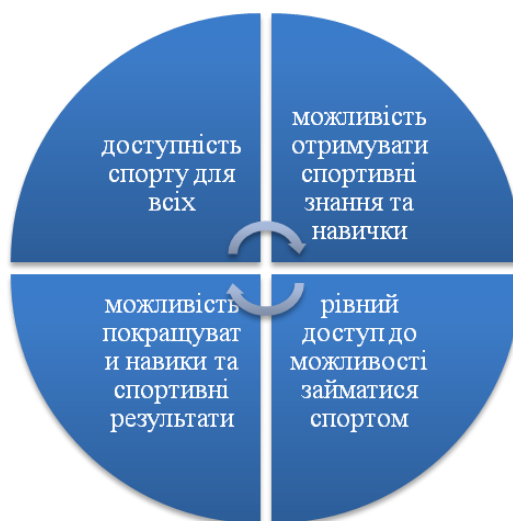 доступність
спорту для
всіх
можливість
отримувати
спортивні
знання та
навички
можливість
покращуват
и навики та
спортивні
результати
рівний
доступ до
можливості
займатися
спортом